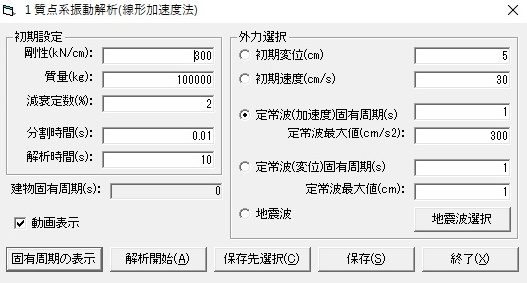 1質点系振動解析(線形加速度法)
初期設定
剛性(kN/cm): 800
質量(kg): 100000
減衰定数(%): 2
分割時間(s): 0.01
解析時間(s): 10
建物固有周期(s): 0
動画表示
外力選択
初期変位(cm) 5
初期速度(cm/s) 30
定常波(加速度)固有周期(s) 1
定常波最大値(cm/s2): 300
定常波(変位)固有周期(s) 1
定常波最大値(cm): 1
地震波 地震波選択
固有周期の表示 解析開始(A) 保存先選択(C) 保存(S) 終了(X)